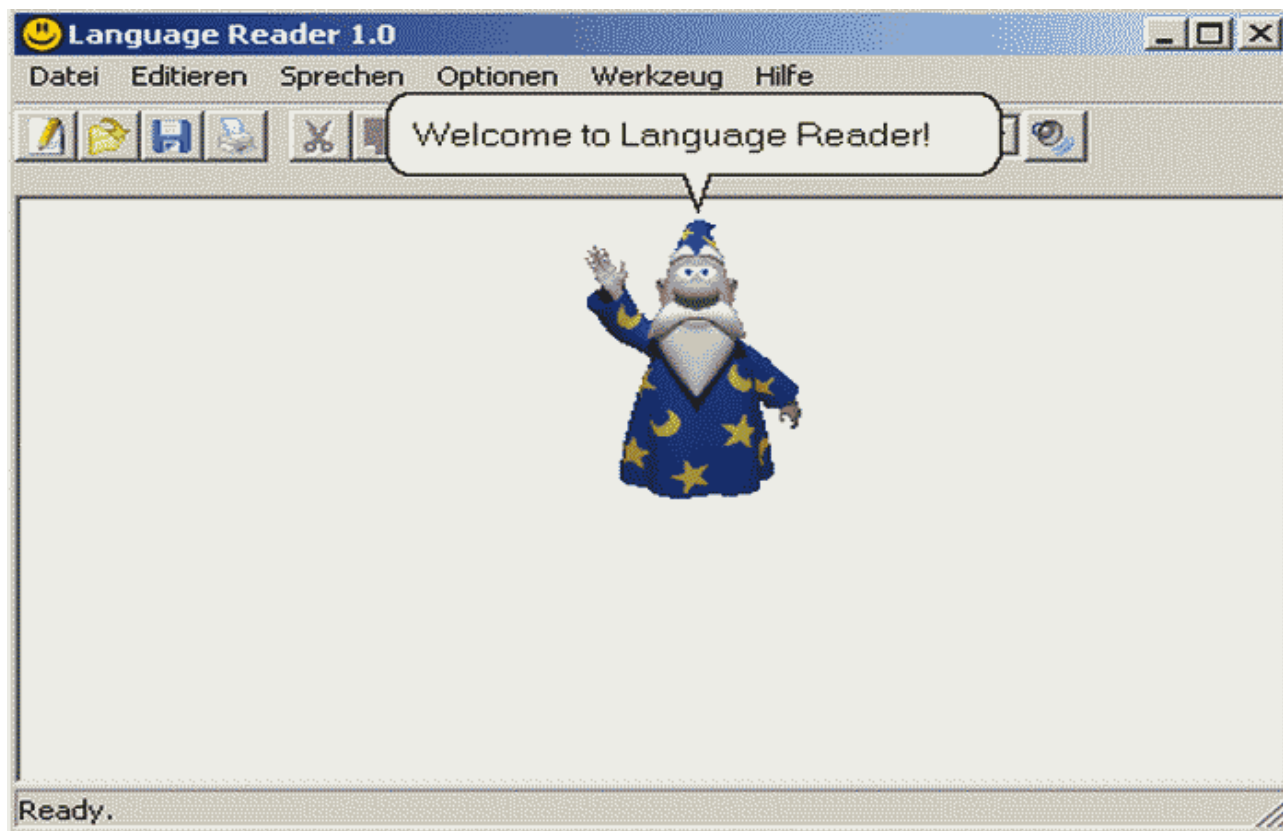 Language Reader 1.0
Datei Editieren Sprechen Optionen Werkzeug Hilfe
Welcome to Language Reader!
Ready.